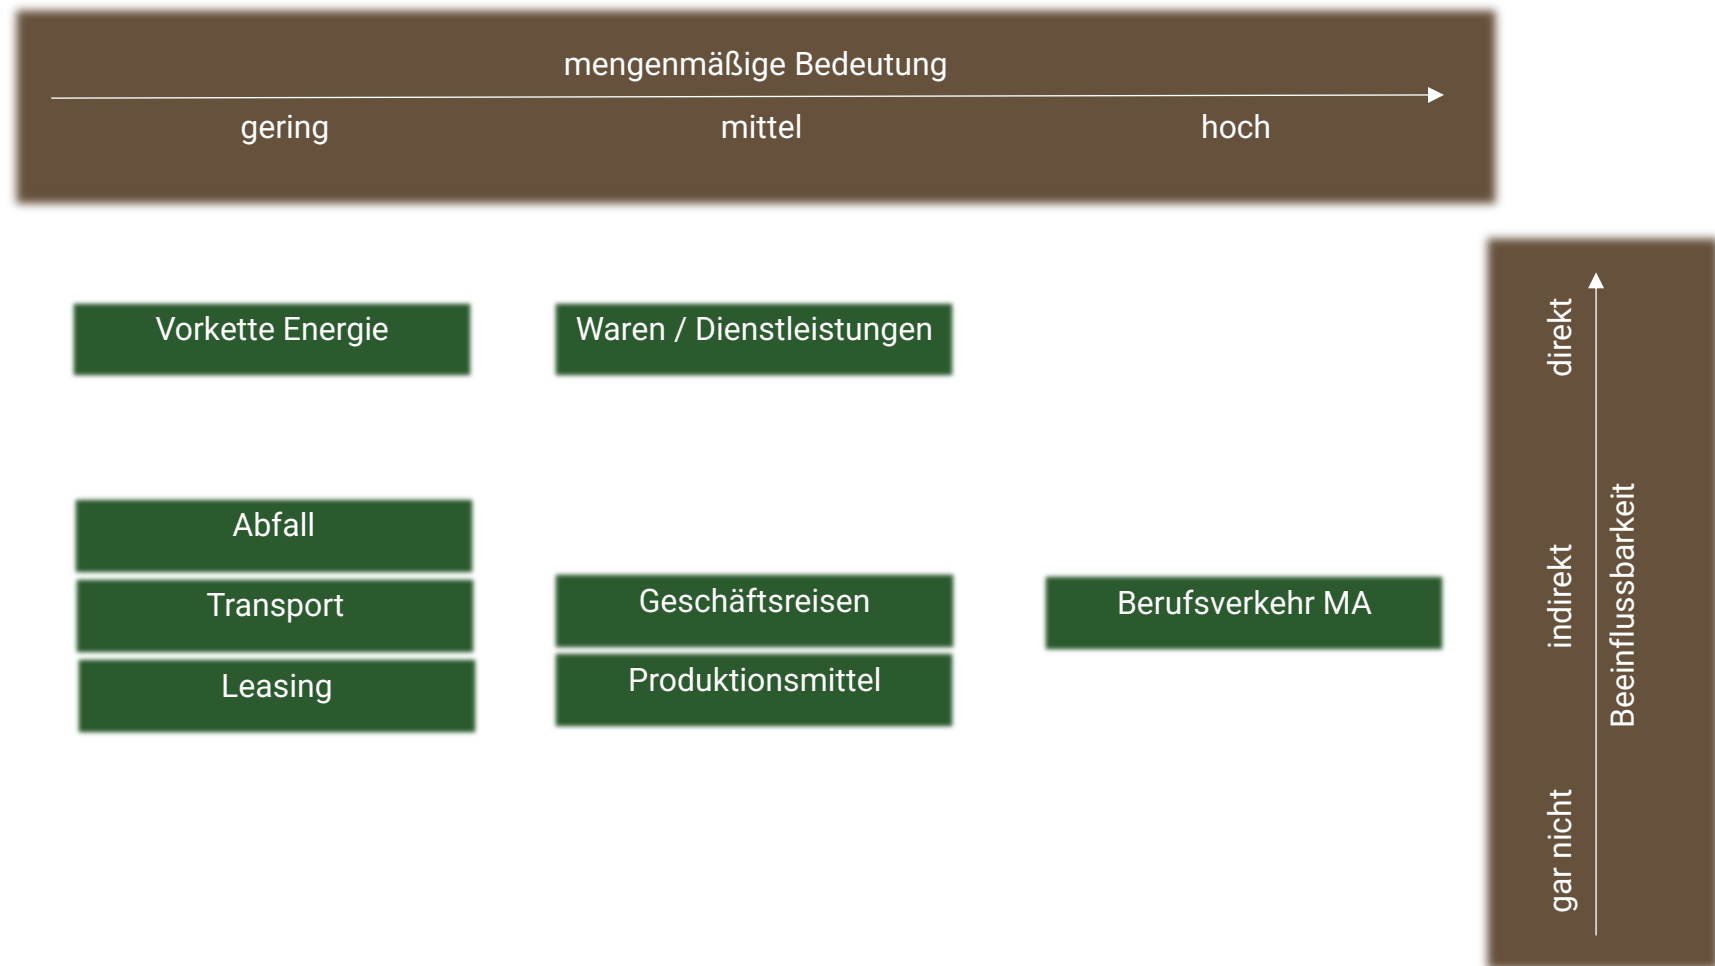 mengenmäßige Bedeutung
gering
mittel
hoch
Vorkette Energie
Waren / Dienstleistungen
direkt
Abfall
Transport
Geschäftsreisen
Berufsverkehr MA
indirekt
Beeinflussbarkeit
Leasing
Produktionsmittel
gar nicht